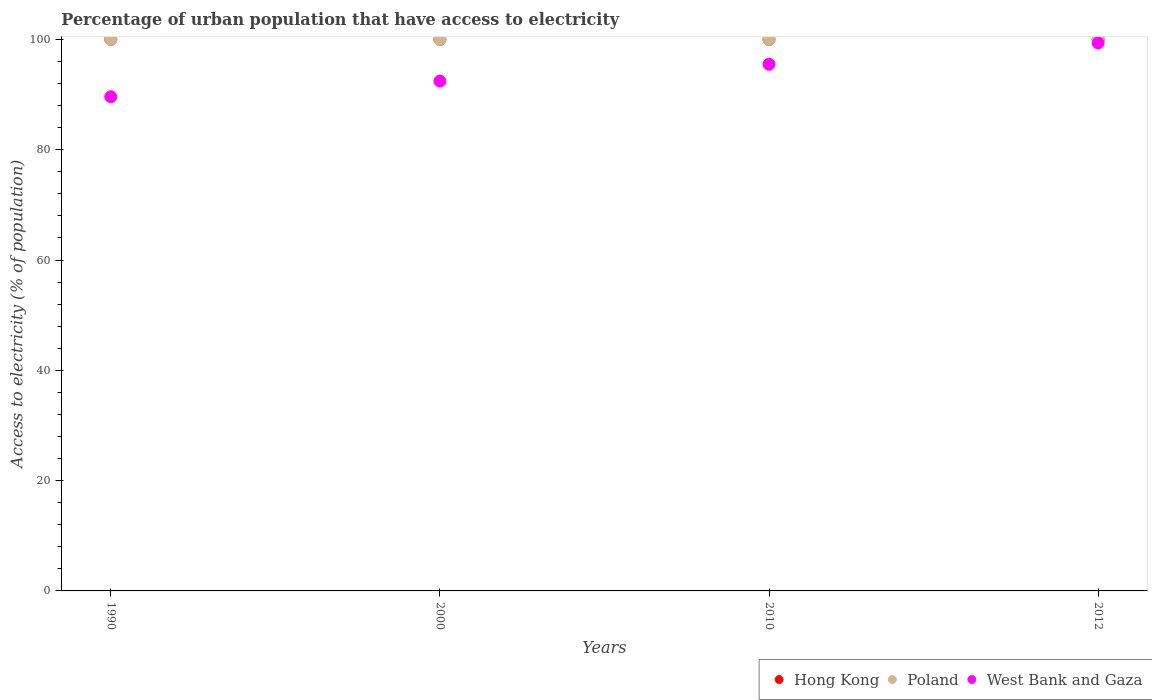 Percentage of urban population that have access to electricity
100
80
60
40
20
0
Access to electricity (% of population)
1990
2000
2010
2012
Years
Hong Kong
Poland
West Bank and Gaza